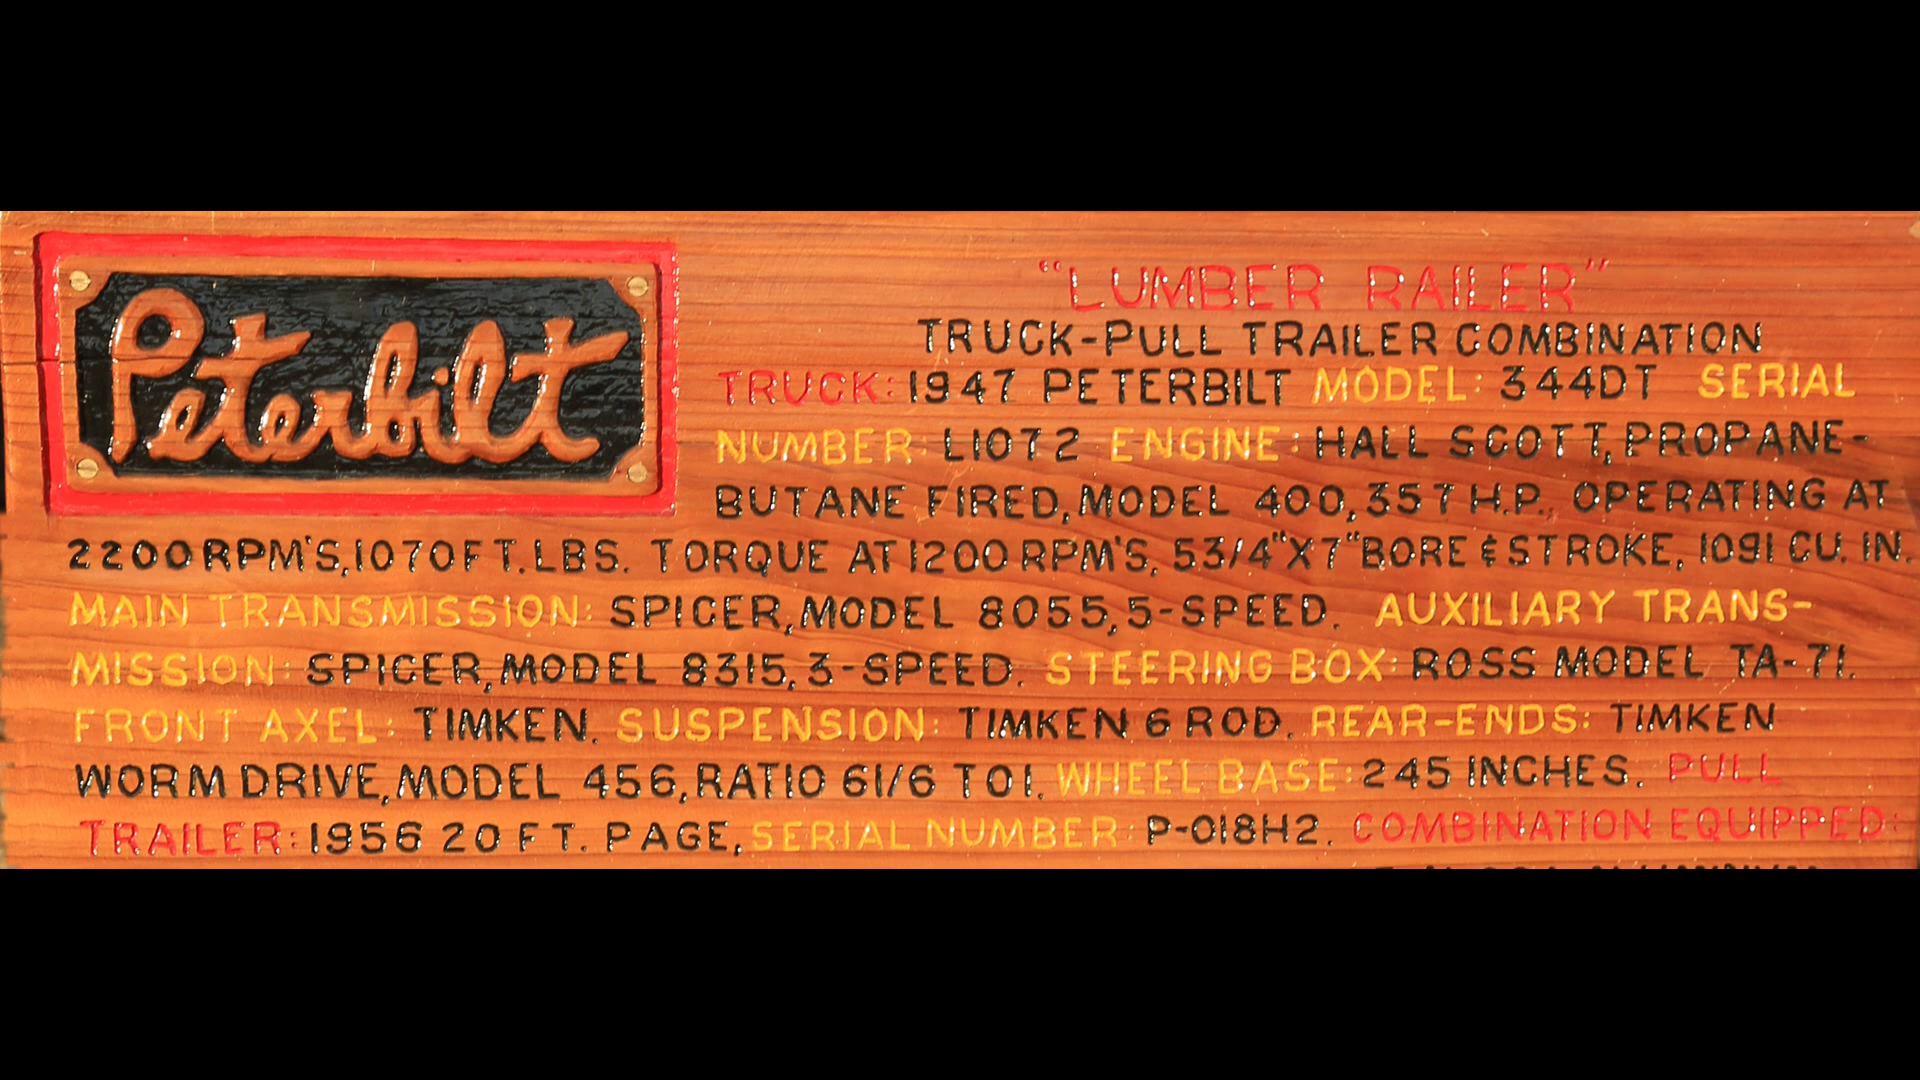 Peterbilt
"LUMBER RAILER"
TRUCK-PULL TRAILER COMBINATION
TRUCK: 1947 PETERBILT MODEL: 344DT SERIAL
NUMBER: L1072 ENGINE: HALL SCOTT, PROPANE-
BUTANE FIRED, MODEL 400, 357 H.P. OPERATING AT
2200 RPM'S, 1070 FT. LBS. TORQUE AT 1200 RPM'S, 53/4"X7" BORE & STROKE, 1091 CU. IN.
MAIN TRANSMISSION: SPICER, MODEL 8055, 5-SPEED. AUXILIARY TRANS-
MISSION: SPICER, MODEL 8315, 3-SPEED. STEERING BOX: ROSS MODEL TA-71.
FRONT AXEL: TIMKEN. SUSPENSION: TIMKEN 6 ROD. REAR-ENDS: TIMKEN
WORM DRIVE, MODEL 456, RATIO 61/6 TO 1. WHEEL BASE: 245 INCHES. PULL
TRAILER: 1956 20 FT. PAGE, SERIAL NUMBER: P-018H2. COMBINATION EQUIPPED: